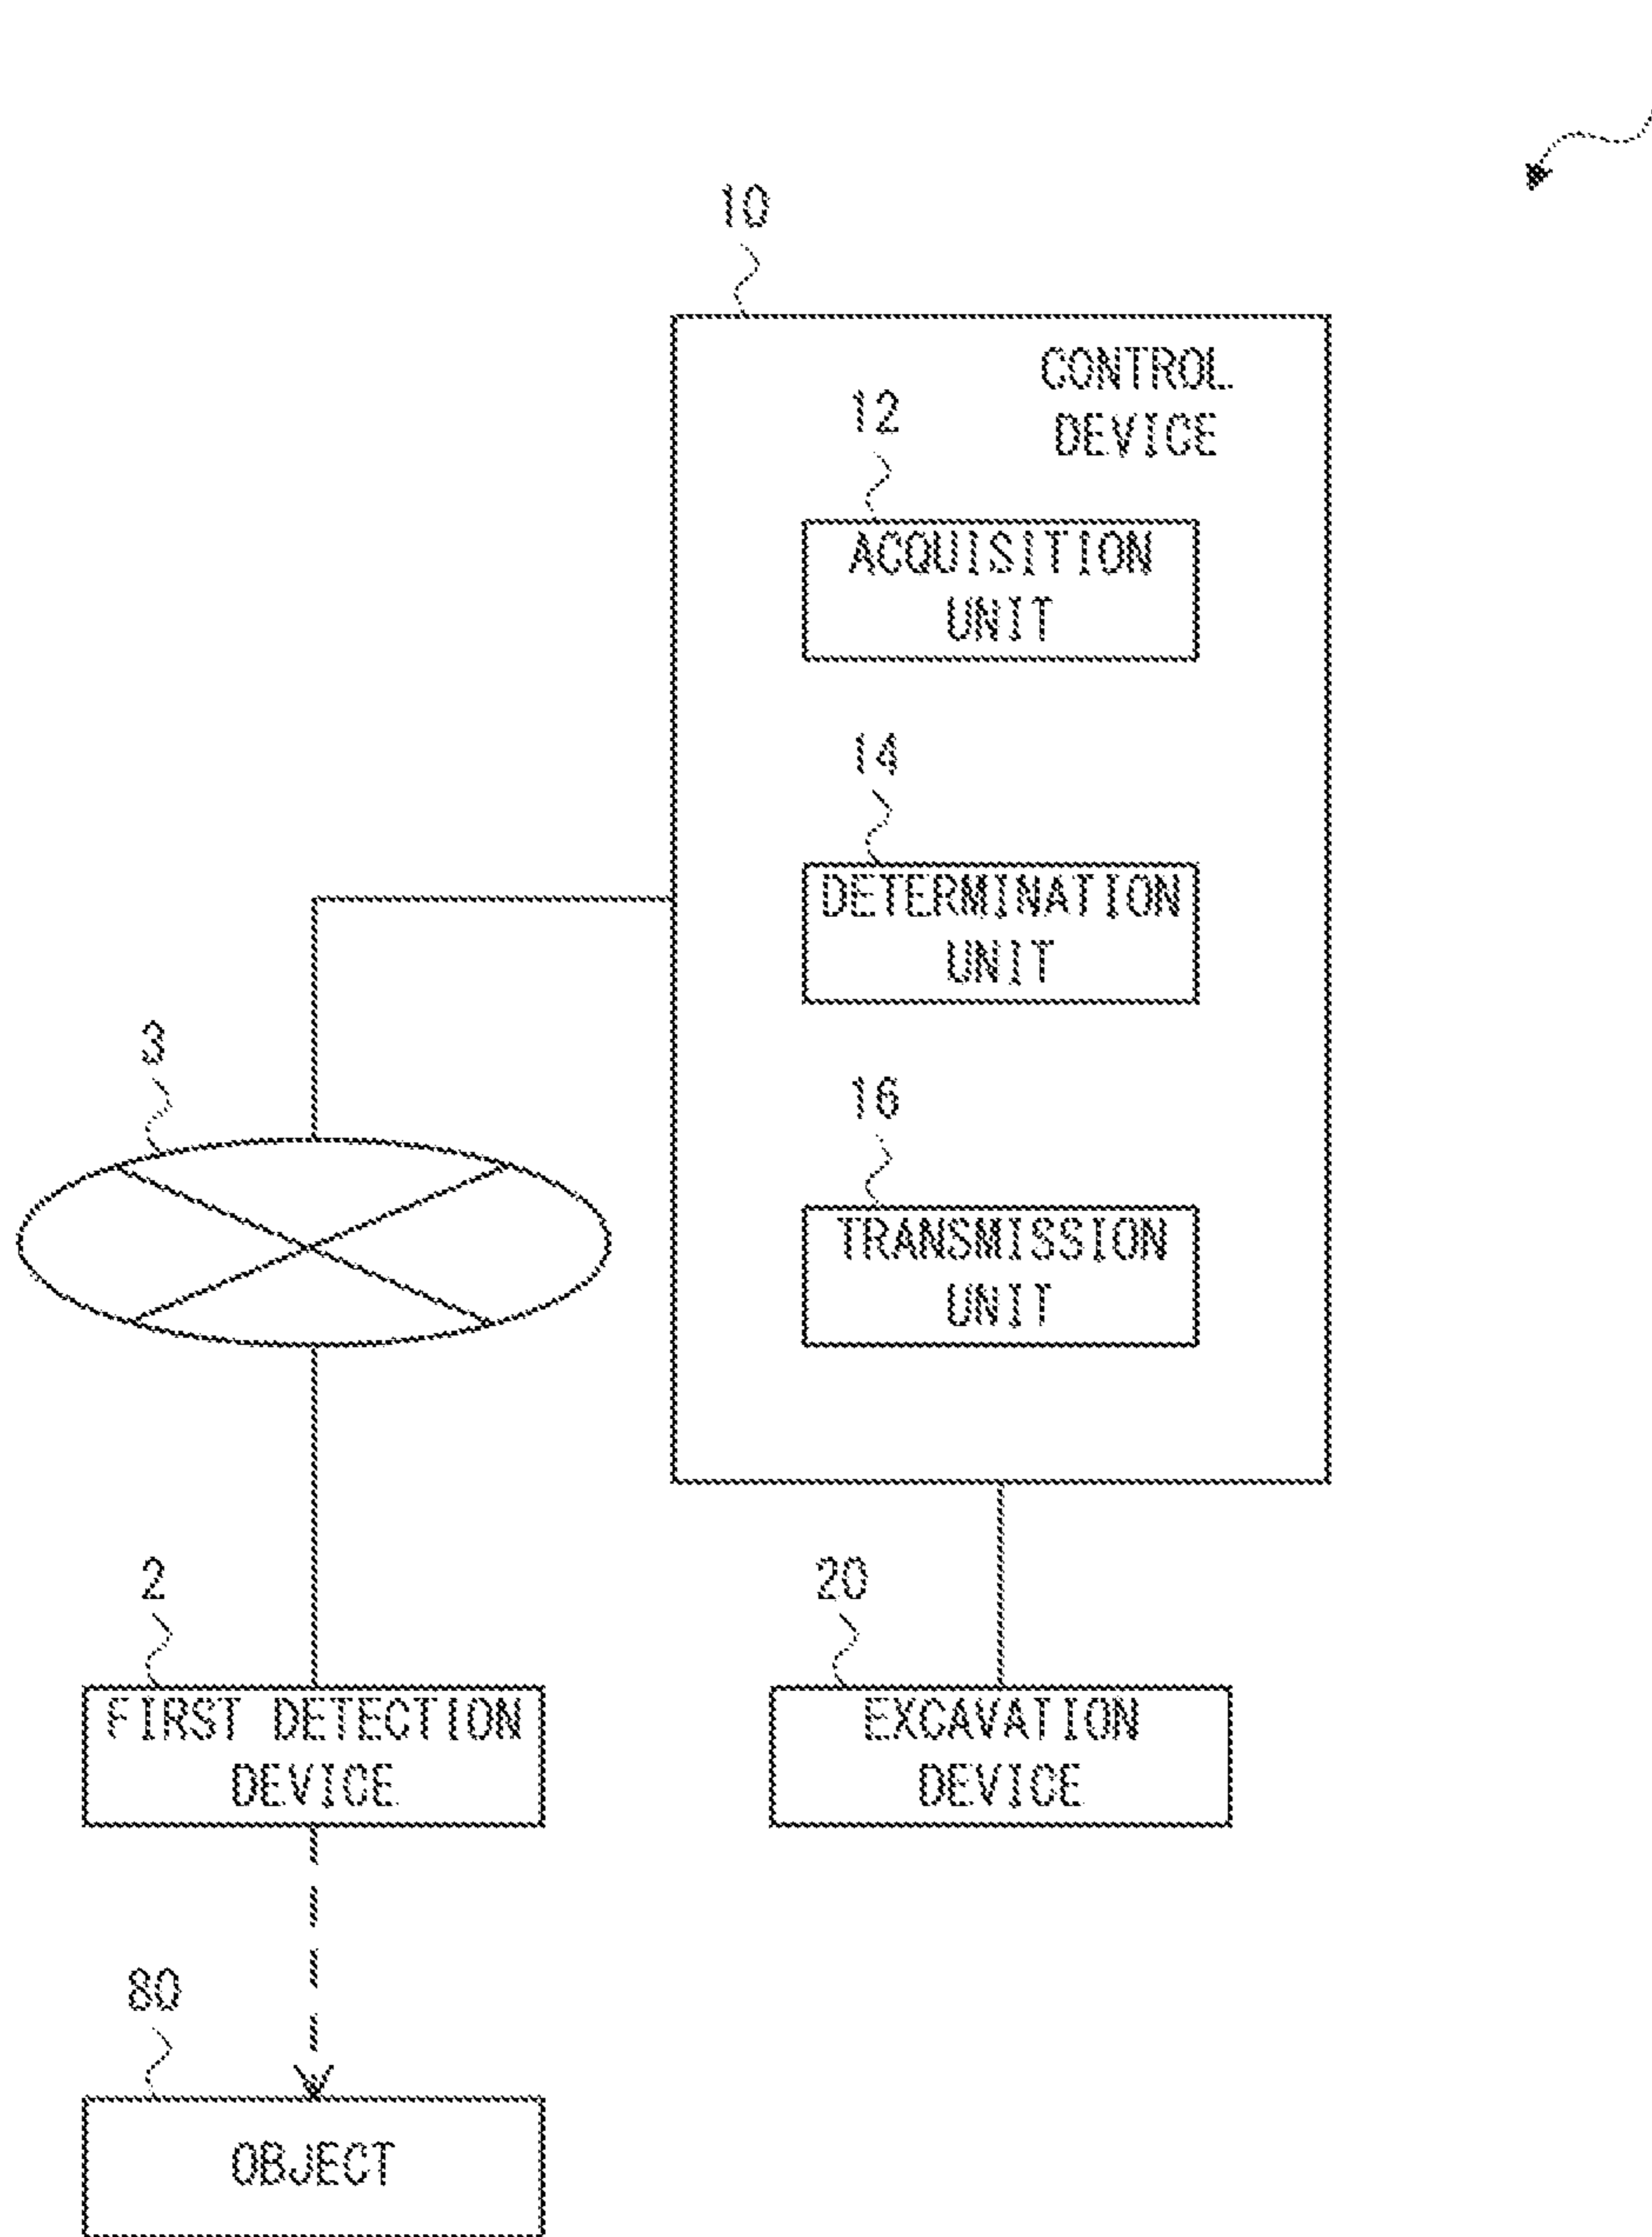 10
CONTROL
DEVICE
12
ACQUISITION
UNIT
14
DETERMINATION
UNIT
3
16
TRANSMISSION
UNIT
2
20
FIRST DETECTION
DEVICE
EXCAVATION
DEVICE
80
OBJECT